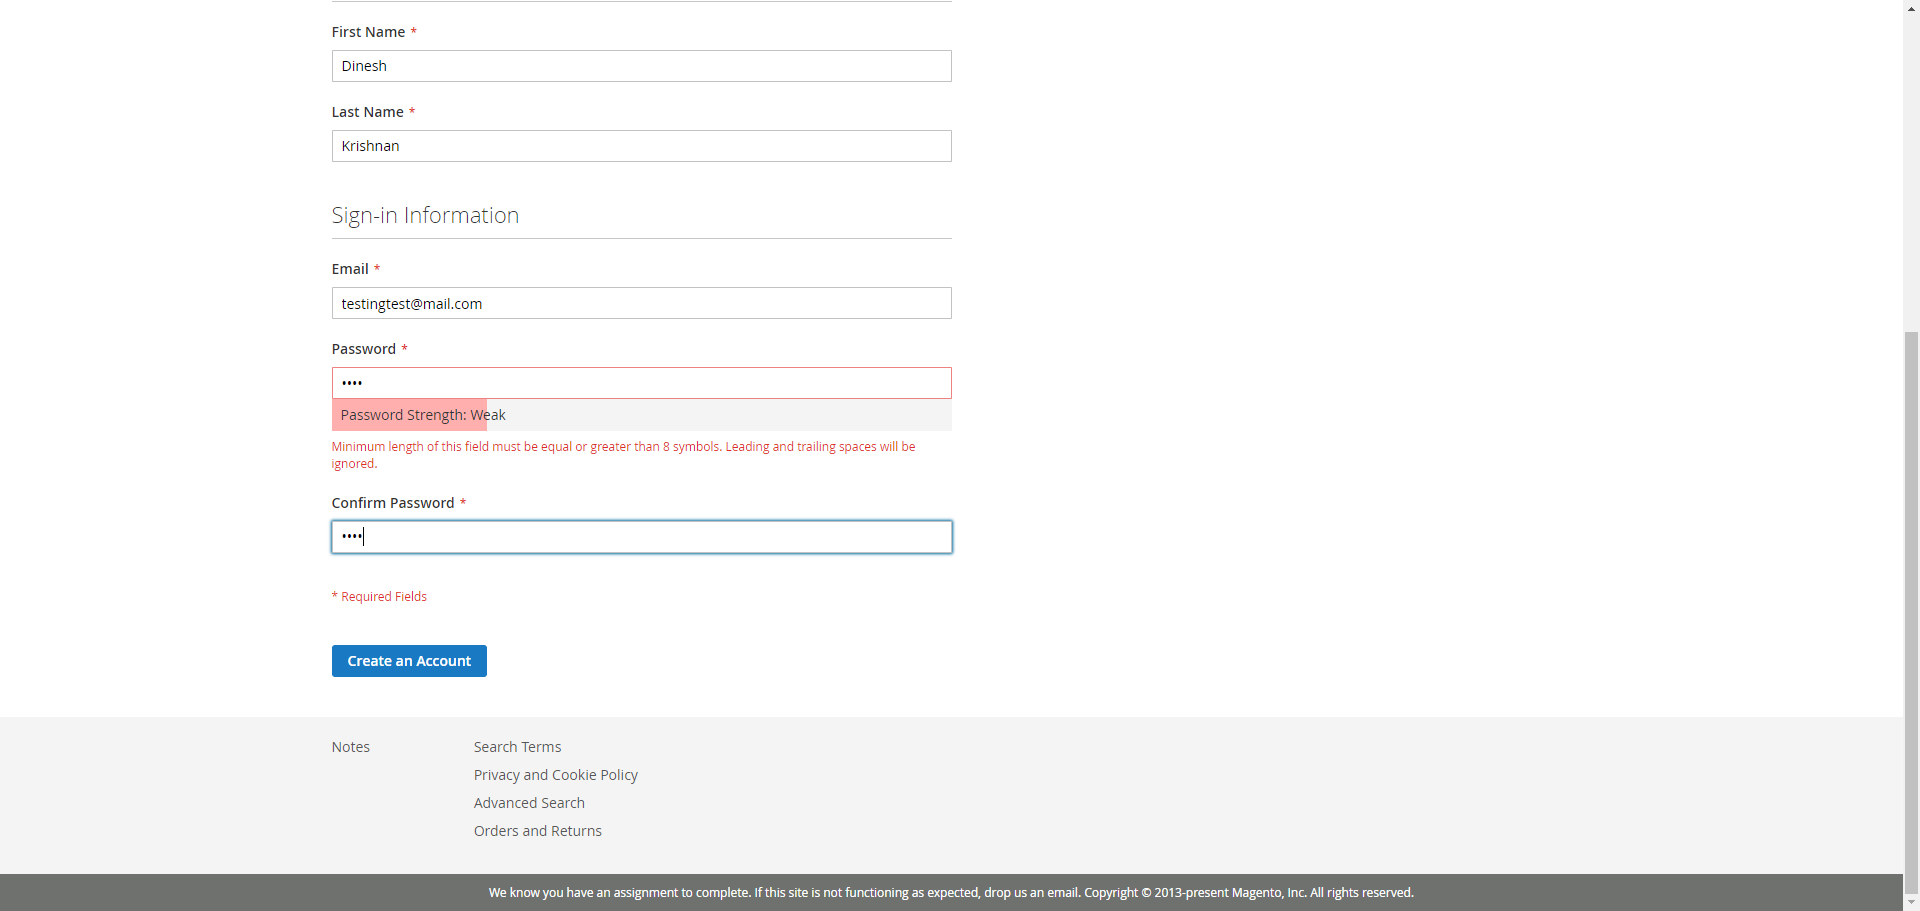 First Name *
Dinesh
Last Name *
Krishnan
Sign-in Information
Email *
testingtest@mail.com
Password *
••••
Password Strength: Weak
Minimum length of this field must be equal or greater than 8 symbols. Leading and trailing spaces will be
ignored.
Confirm Password *
••••
* Required Fields
Create an Account
Notes
Search Terms
Privacy and Cookie Policy
Advanced Search
Orders and Returns
We know you have an assignment to complete. If this site is not functioning as expected, drop us an email. Copyright © 2013-present Magento, Inc. All rights reserved.